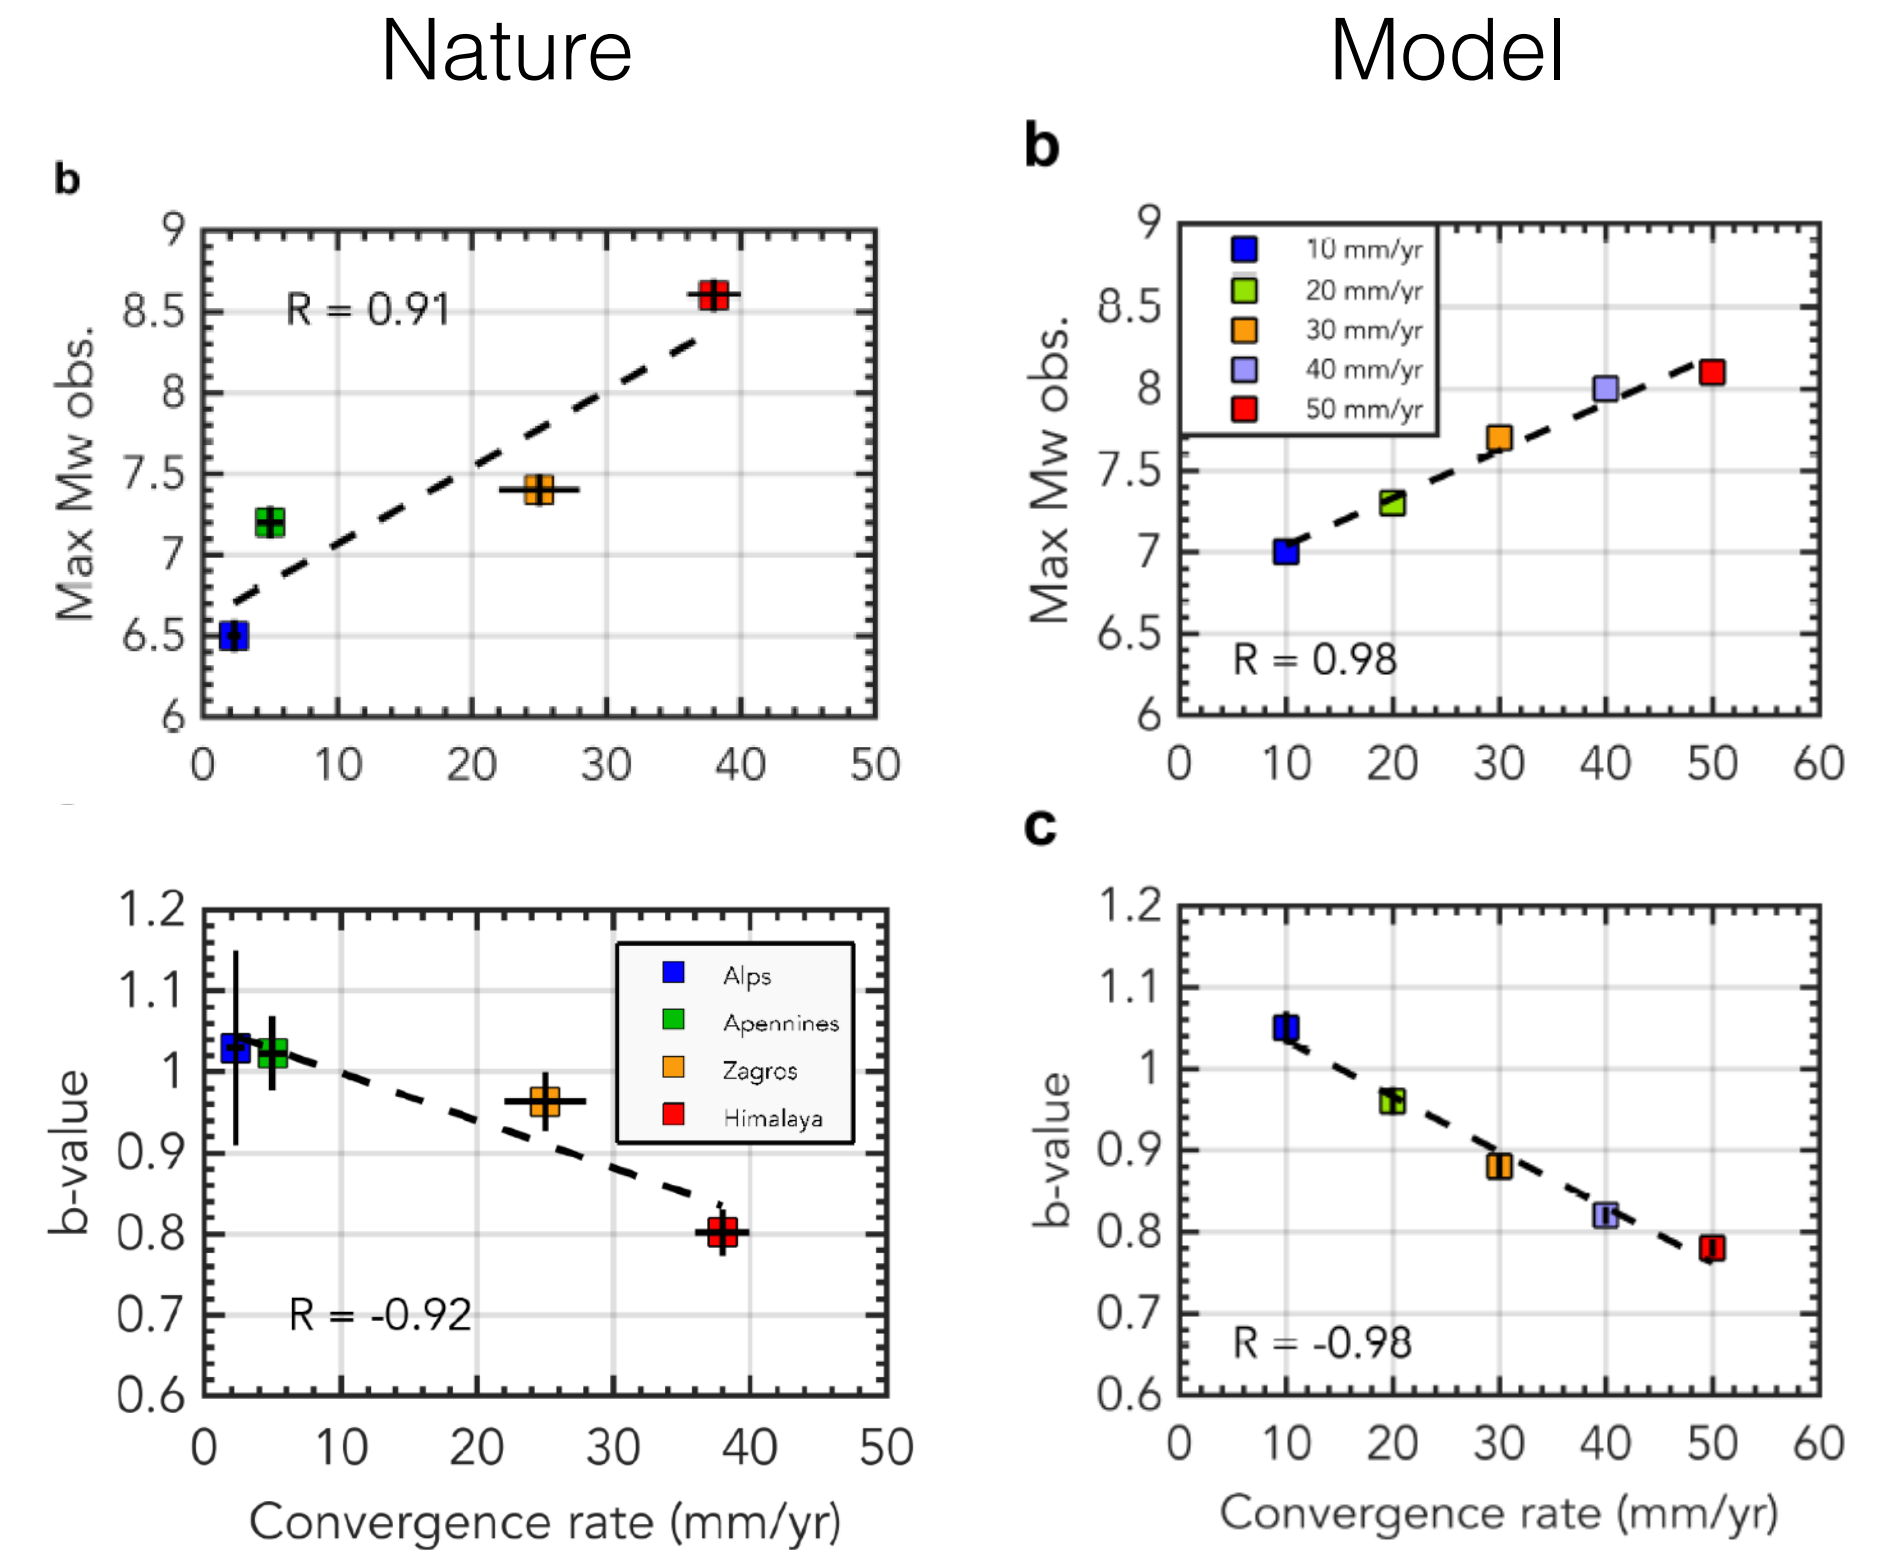 Nature
Model
b
9
8.5
8
7.5
7
6.5
6
Max Mw obs.
R = 0.91
0 10 20 30 40 50
b
9
8.5
8
7.5
7
6.5
6
Max Mw obs.
10 mm/yr
20 mm/yr
30 mm/yr
40 mm/yr
50 mm/yr
R = 0.98
0 10 20 30 40 50 60
1.2
1.1
1
0.9
0.8
0.7
0.6
b-value
Alps
Apennines
Zagros
Himalaya
R = -0.92
0 10 20 30 40 50
Convergence rate (mm/yr)
c
1.2
1.1
1
0.9
0.8
0.7
0.6
b-value
R = -0.98
0 10 20 30 40 50 60
Convergence rate (mm/yr)